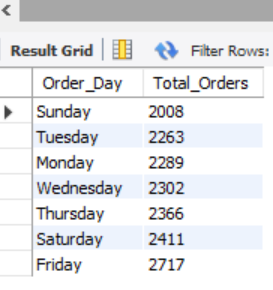 Result Grid Filter Rows:
Order_Day Total_Orders
Sunday 2008
Tuesday 2263
Monday 2289
Wednesday 2302
Thursday 2366
Saturday 2411
Friday 2717